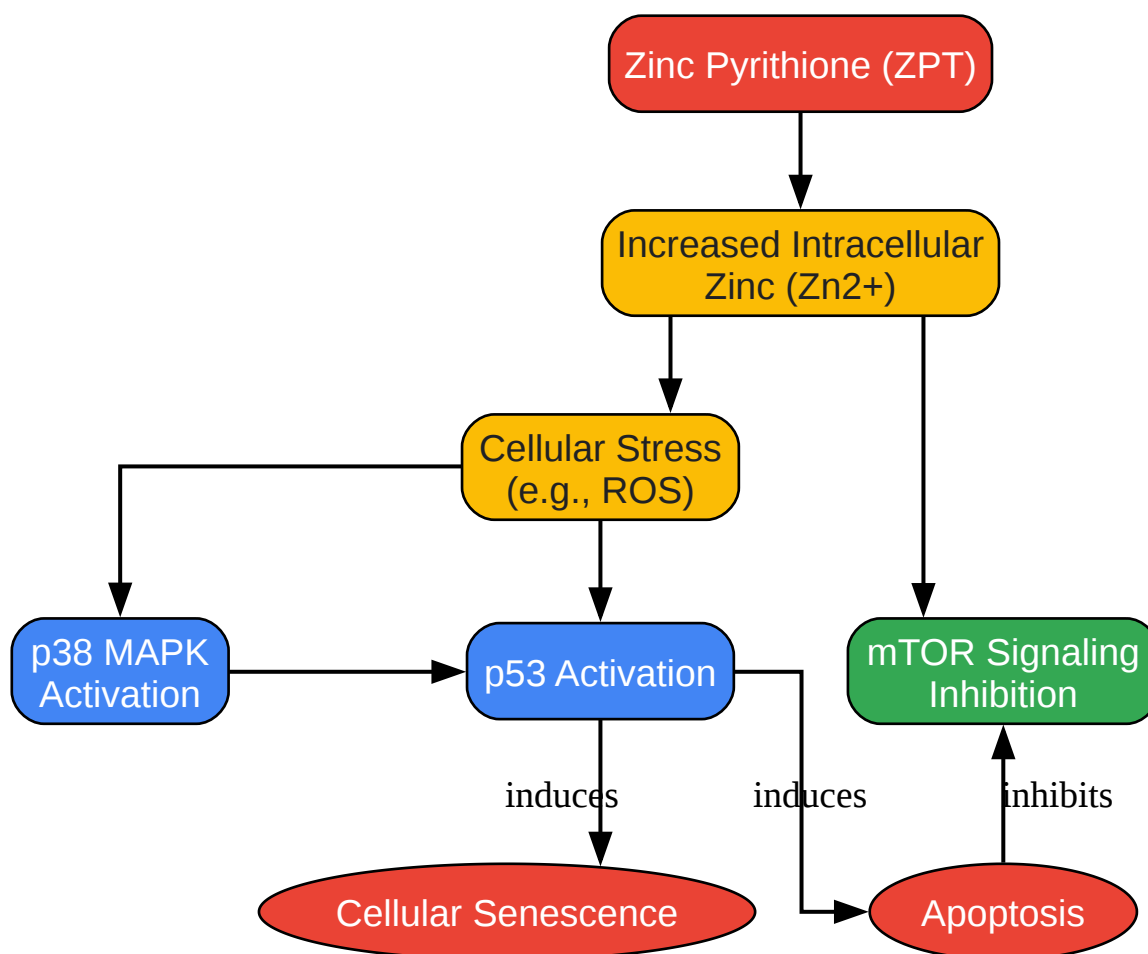 Zinc Pyrithione (ZPT)
Increased Intracellular
Zinc (Zn2+)
Cellular Stress
(e.g., ROS)
p38 MAPK
Activation
p53 Activation
mTOR Signaling
Inhibition
induces
induces
inhibits
Cellular Senescence
Apoptosis